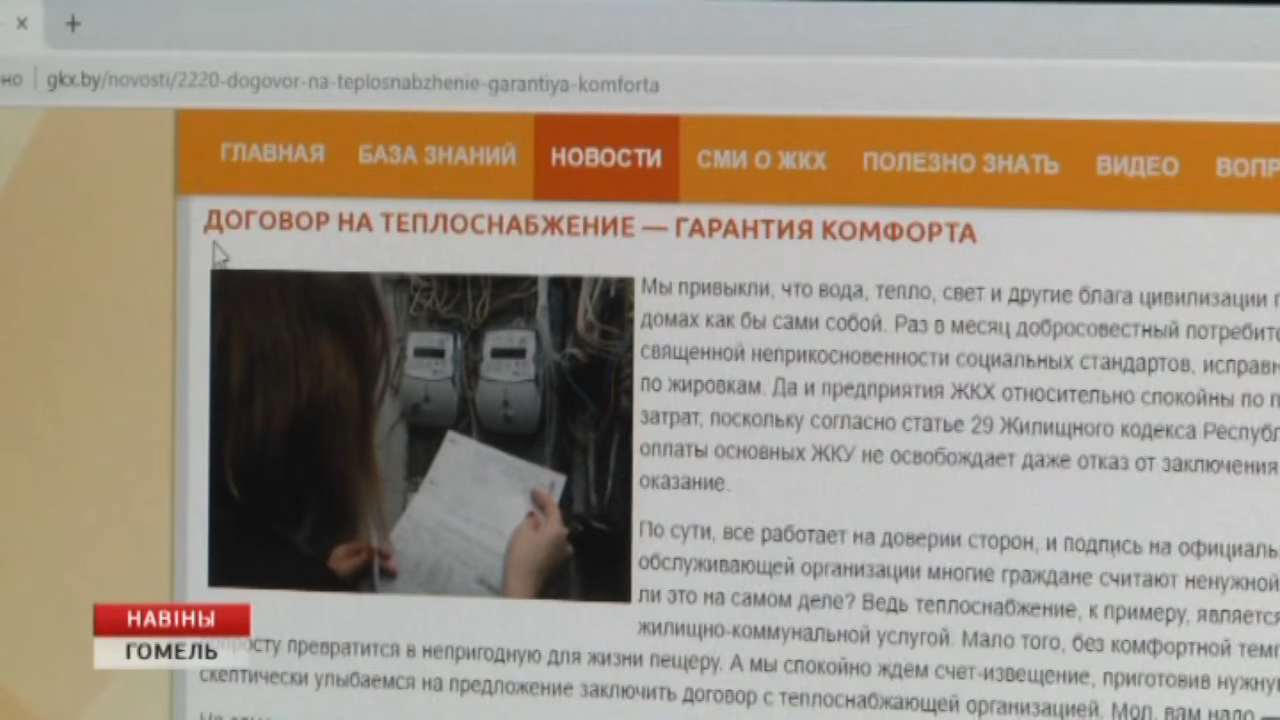 но gkx.by/novosti/2220-dogovor-na-teplosnabzhenie-garantiya-komforta
ГЛАВНАЯ БАЗА ЗНАНИЙ НОВОСТИ СМИ О ЖКХ ПОЛЕЗНО ЗНАТЬ ВИДЕО ВОПР
ДОГОВОР НА ТЕПЛОСНАБЖЕНИЕ — ГАРАНТИЯ КОМФОРТА
Мы привыкли, что вода, тепло, свет и другие блага цивилизации
домах как бы сами собой. Раз в месяц добросовестный потребит
священной неприкосновенности социальных стандартов, исправн
по жировкам. Да и предприятия ЖКХ относительно спокойны по
затрат, поскольку согласно статье 29 Жилищного кодекса Республ
оплаты основных ЖКУ не освобождает даже отказ от заключения
оказание.
По сути, все работает на доверии сторон, и подпись на официаль
обслуживающей организации многие граждане считают ненужной
ли это на самом деле? Ведь теплоснабжение, к примеру, является
жилищно-коммунальной услугой. Мало того, без комфортной темп
просту превратится в непригодную для жизни пещеру. А мы спокойно ждем счет-извещение, приготовив нужну
скептически улыбаемся на предложение заключить договор с теплоснабжающей организацией. Мол, вам надо —
НАВІНЫ
ГОМЕЛЬ